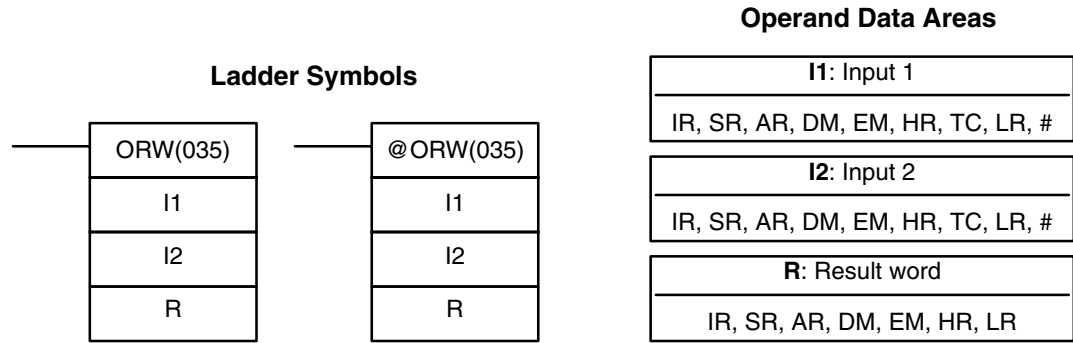 Ladder Symbols
ORW(035)
I1
I2
R
@ORW(035)
I1
I2
R
Operand Data Areas
I1: Input 1
IR, SR, AR, DM, EM, HR, TC, LR, #
I2: Input 2
IR, SR, AR, DM, EM, HR, TC, LR, #
R: Result word
IR, SR, AR, DM, EM, HR, LR